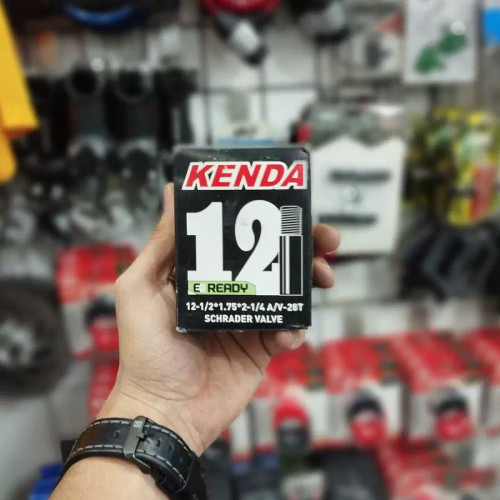 KENDA
12
E READY
12-1/2*1.75*2-1/4 A/V-28T
SCHRADER VALVE